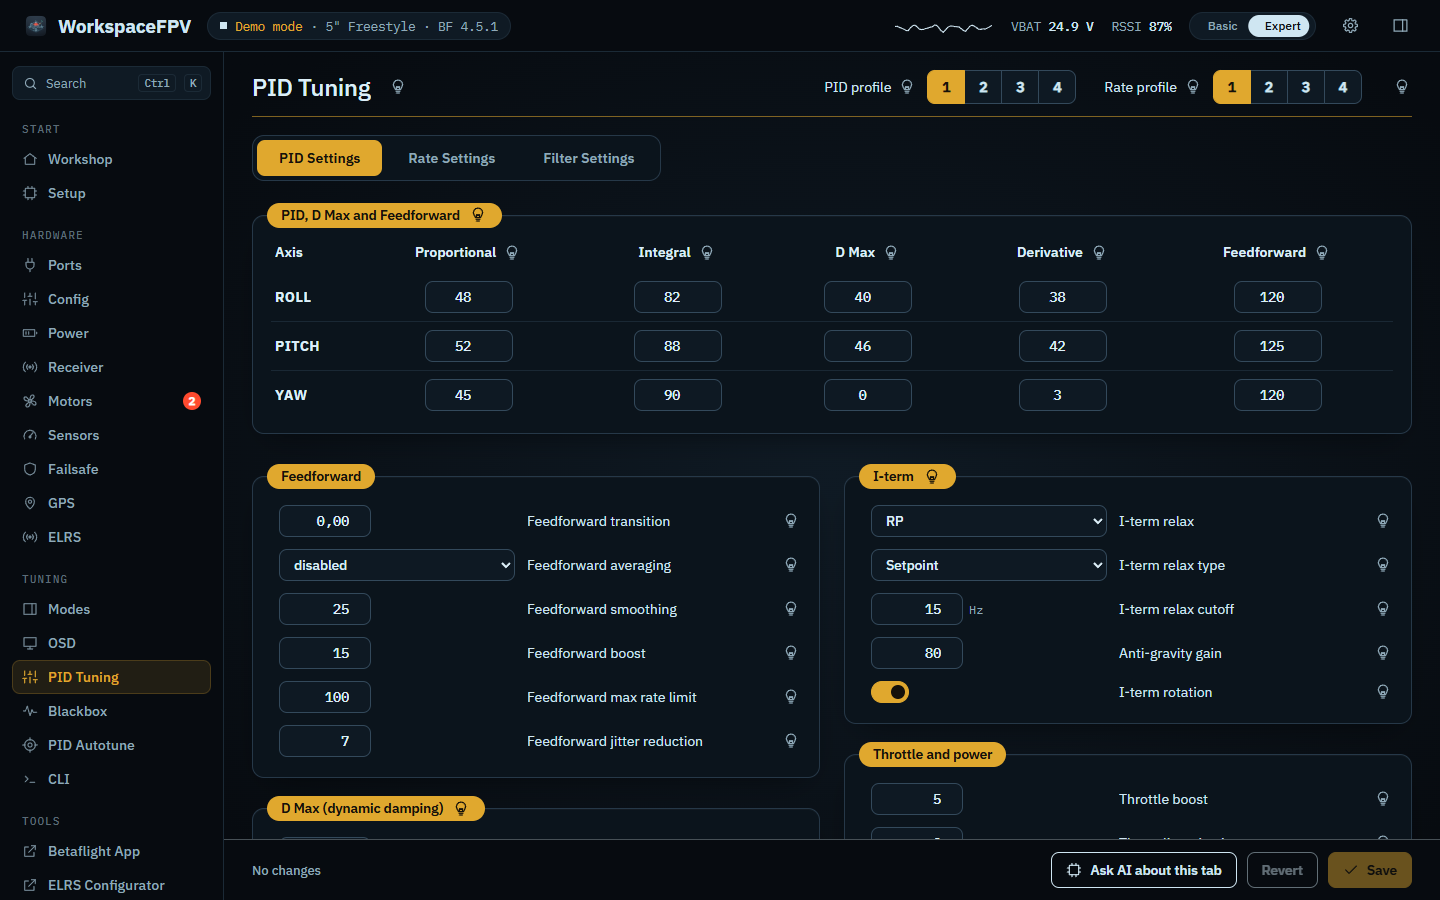 WorkspaceFPV
Demo mode · 5" Freestyle · BF 4.5.1
VBAT 24.9 V
RSSI 87%
Basic
Expert
Search Ctrl K
START
Workshop
Setup
HARDWARE
Ports
Config
Power
Receiver
Motors 2
Sensors
Failsafe
GPS
ELRS
TUNING
Modes
OSD
PID Tuning
Blackbox
PID Autotune
CLI
TOOLS
Betaflight App
ELRS Configurator
PID Tuning
PID profile 1 2 3 4
Rate profile 1 2 3 4
PID Settings Rate Settings Filter Settings
PID, D Max and Feedforward
Axis Proportional Integral D Max Derivative Feedforward
ROLL 48 82 40 38 120
PITCH 52 88 46 42 125
YAW 45 90 0 3 120
Feedforward
0,00 Feedforward transition
disabled Feedforward averaging
25 Feedforward smoothing
15 Feedforward boost
100 Feedforward max rate limit
7 Feedforward jitter reduction
D Max (dynamic damping)
I-term
RP I-term relax
Setpoint I-term relax type
15 Hz I-term relax cutoff
80 Anti-gravity gain
I-term rotation
Throttle and power
5 Throttle boost
No changes
Ask AI about this tab
Revert
Save